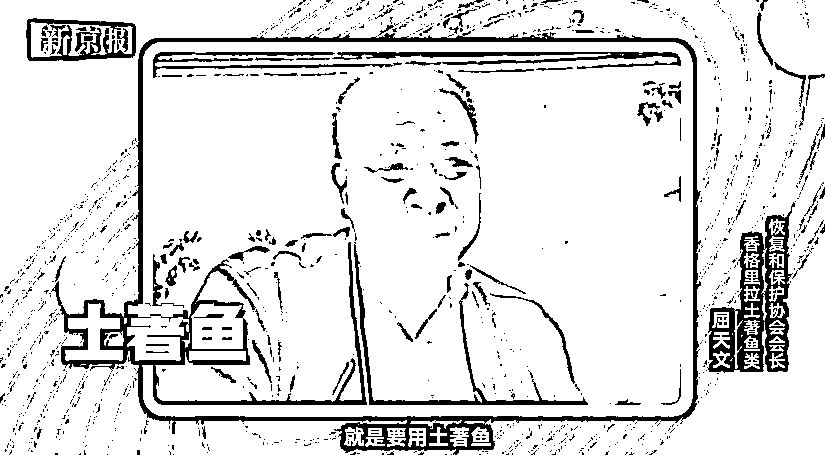 新京报
土著鱼
恢复和保护协会会长
香格里拉土著鱼类
屈天文
就是要用土著鱼